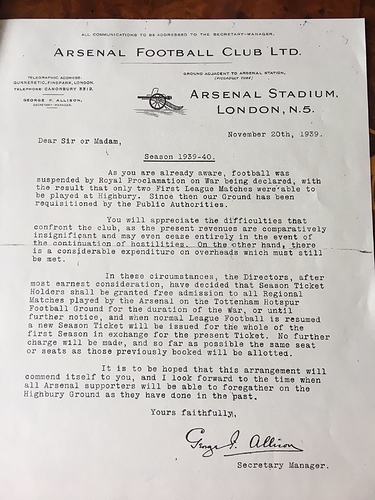 ALL COMMUNICATIONS TO BE ADDRESSED TO THE SECRETARY-MANAGER.
ARSENAL FOOTBALL CLUB LTD.
TELEGRAPHIC ADDRESS:
GUNNERETIC, FINSPARK, LONDON.
TELEPHONE CANONBURY 3312.
GEORGE F. ALLISON,
SECRETARY-MANAGER.
GROUND ADJACENT TO ARSENAL STATION,
(PICCADILLY TUBE)
ARSENAL STADIUM,
LONDON, N.5.
November 20th, 1939.
Dear Sir or Madam,
Season 1939-40.
As you are already aware, football was
suspended by Royal Proclamation on War being declared, with
the result that only two First League Matches were able to
be played at Highbury. Since then our Ground has been
requisitioned by the Public Authorities.
You will appreciate the difficulties that
confront the club, as the present revenues are comparatively
insignificant and may even cease entirely in the event of
the continuation of hostilities. On the other hand, there
is a considerable expenditure on overheads which must still
be met.
In these circumstances, the Directors, after
most earnest consideration, have decided that Season Ticket
Holders shall be granted free admission to all Regional
Matches played by the Arsenal on the Tottenham Hotspur
Football Ground for the duration of the War, or until
further notice, and when normal League Football is resumed
a new Season Ticket will be issued for the whole of the
first Season in exchange for the present Ticket. No further
charge will be made, and so far as possible the same seat
or seats as those previously booked will be allotted.
It is to be hoped that this arrangement will
commend itself to you, and I look forward to the time when
all Arsenal supporters will be able to foregather on the
Highbury Ground as they have done in the past.
Yours faithfully,
George F. Allison
Secretary Manager.